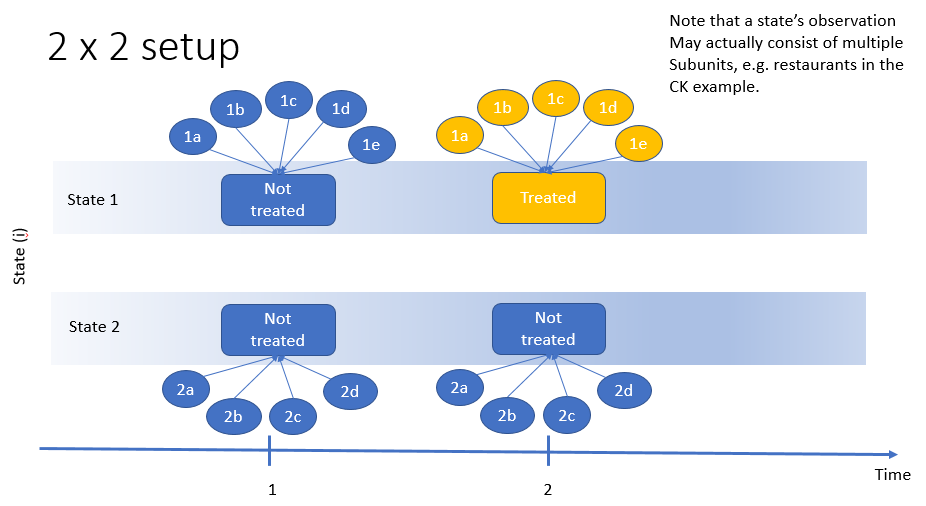 2 x 2 setup
Note that a state's observation
May actually consist of multiple
Subunits, e.g. restaurants in the
CK example.
1a
1b
1c
1d
1e
1a
1b
1c
1d
1e
State 1
Not
treated
Treated
State (i)
State 2
Not
treated
Not
treated
2a
2b
2c
2d
2a
2b
2c
2d
Time
1
2